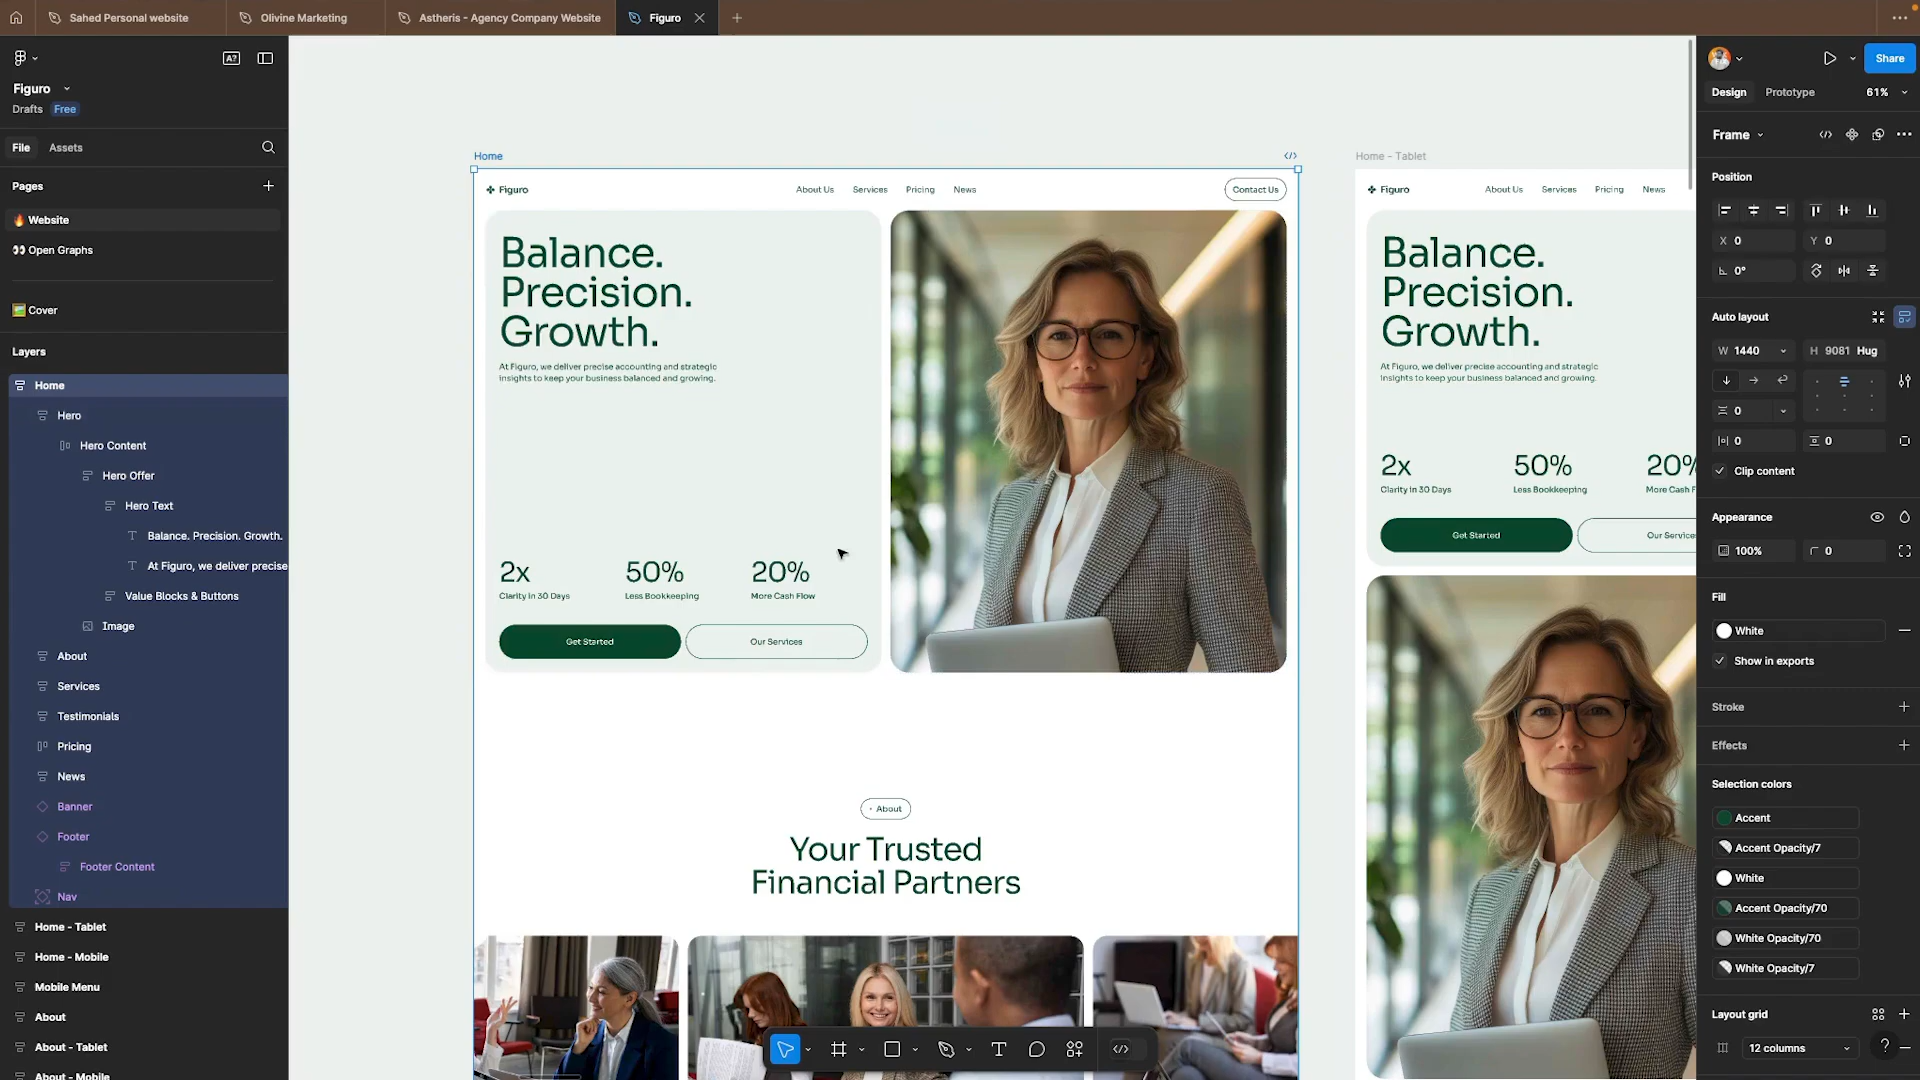 Sahed Personal website
Olivine Marketing
Astheris - Agency Company Website
Figuro
A?
Figuro
Drafts Free
File Assets
Pages
Website
Open Graphs
Cover
Layers
Home
Hero
Hero Content
Hero Offer
Hero Text
Balance. Precision. Growth.
At Figuro, we deliver precise
Value Blocks & Buttons
Image
About
Services
Testimonials
Pricing
News
Banner
Footer
Footer Content
Nav
Home - Tablet
Home - Mobile
Mobile Menu
About
About - Tablet
About - Mobile
Home
Figuro
About Us Services Pricing News
Contact Us
Balance.
Precision.
Growth.
At Figuro, we deliver precise accounting and strategic
insights to keep your business balanced and growing.
2x 50% 20%
Clarity in 30 Days Less Bookkeeping More Cash Flow
Get Started Our Services
About
Your Trusted
Financial Partners
Home - Tablet
Figuro
About Us Services Pricing News
Balance.
Precision.
Growth.
At Figuro, we deliver precise accounting and strategic
insights to keep your business balanced and growing.
2x 50% 20%
Clarity in 30 Days Less Bookkeeping More Cash F
Get Started Our Service
Share
Design Prototype 61%
Frame
Position
X 0 Y 0
0°
Auto layout
W 1440 H 9081 Hug
0
0 0
Clip content
Appearance
100% 0
Fill
White
Show in exports
Stroke
Effects
Selection colors
Accent
Accent Opacity/7
White
Accent Opacity/70
White Opacity/70
White Opacity/7
Layout grid
12 columns
?